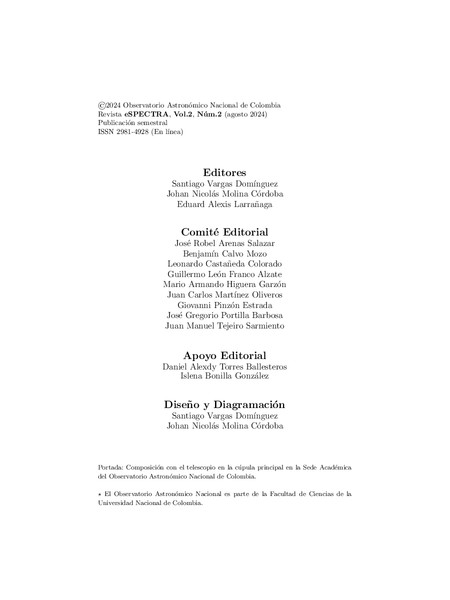 ©2024 Observatorio Astronómico Nacional de Colombia
Revista eSPECTRA, Vol.2, Núm.2 (agosto 2024)
Publicación semestral
ISSN 2981-4928 (En línea)
Editores
Santiago Vargas Domínguez
Johan Nicolás Molina Córdoba
Eduard Alexis Larrañaga
Comité Editorial
José Robel Arenas Salazar
Benjamín Calvo Mozo
Leonardo Castañeda Colorado
Guillermo León Franco Alzate
Mario Armando Higuera Garzón
Juan Carlos Martínez Oliveros
Giovanni Pinzón Estrada
José Gregorio Portilla Barbosa
Juan Manuel Tejeiro Sarmiento
Apoyo Editorial
Daniel Alexdy Torres Ballesteros
Islena Bonilla González
Diseño y Diagramación
Santiago Vargas Domínguez
Johan Nicolás Molina Córdoba
Portada: Composición con el telescopio en la cúpula principal en la Sede Académica
del Observatorio Astronómico Nacional de Colombia.
⋆ El Observatorio Astronómico Nacional es parte de la Facultad de Ciencias de la
Universidad Nacional de Colombia.